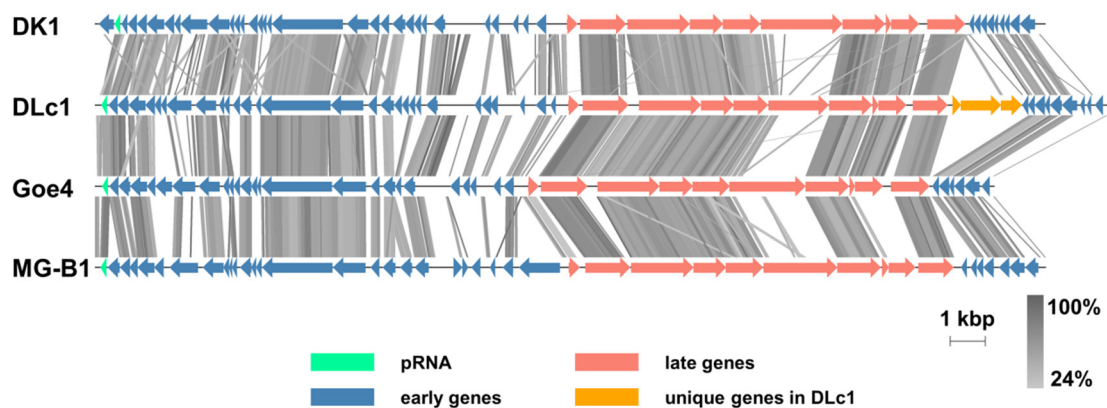 DK1
DLc1
Goe4
MG-B1
1 kbp
100%
24%
pRNA
late genes
early genes
unique genes in DLc1